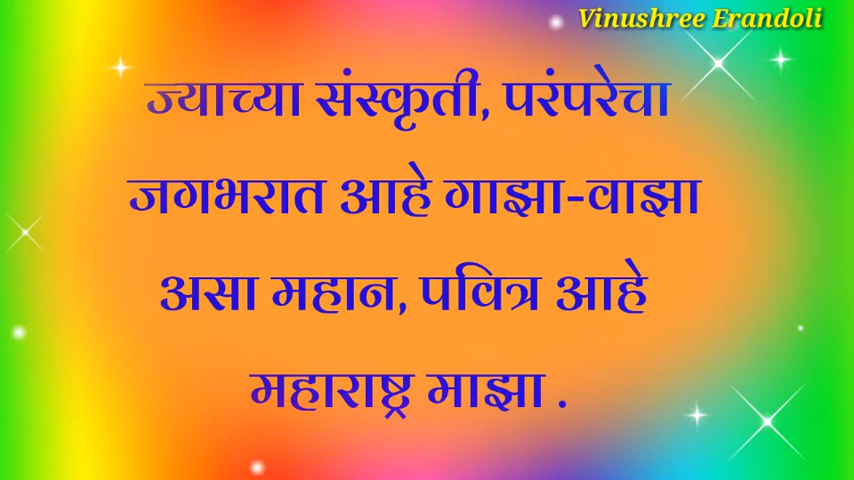 Vinushree Erandoli
ज्याच्या संस्कृती, परंपरेचा
जगभरात आहे गाझा-वाझा
असा महान, पवित्र आहे
महाराष्ट्र माझा .